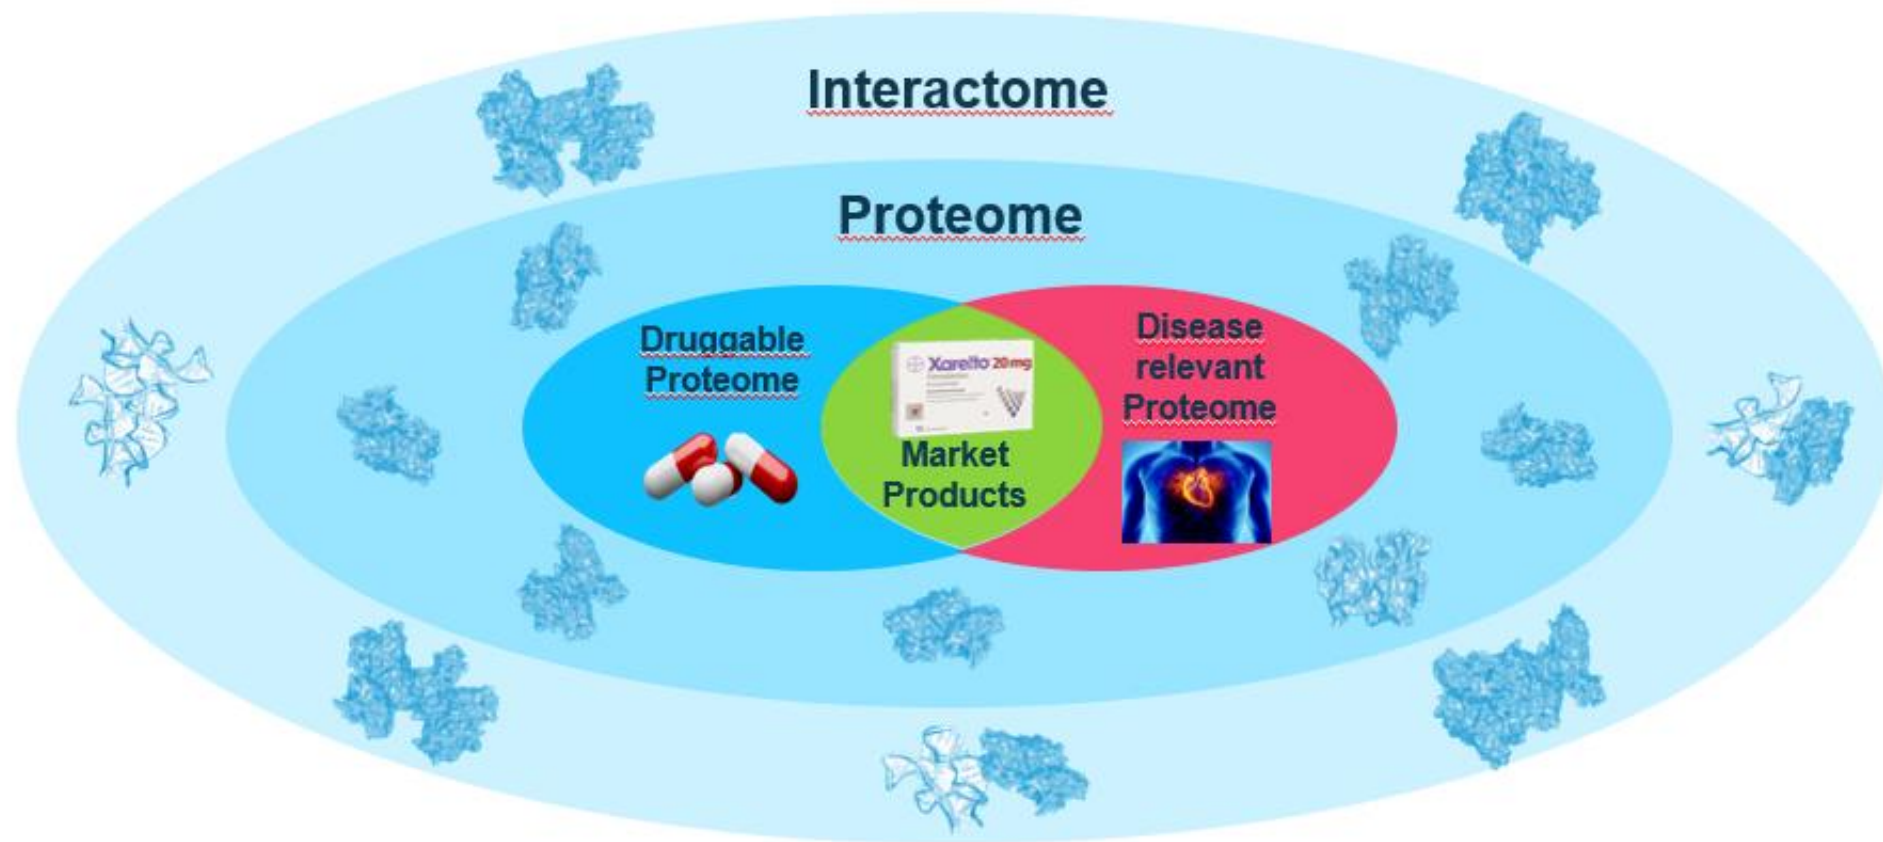 Interactome
Proteome
Druggable
Proteome
Disease
relevant
Proteome
Xarelto 20 mg
Market
Products